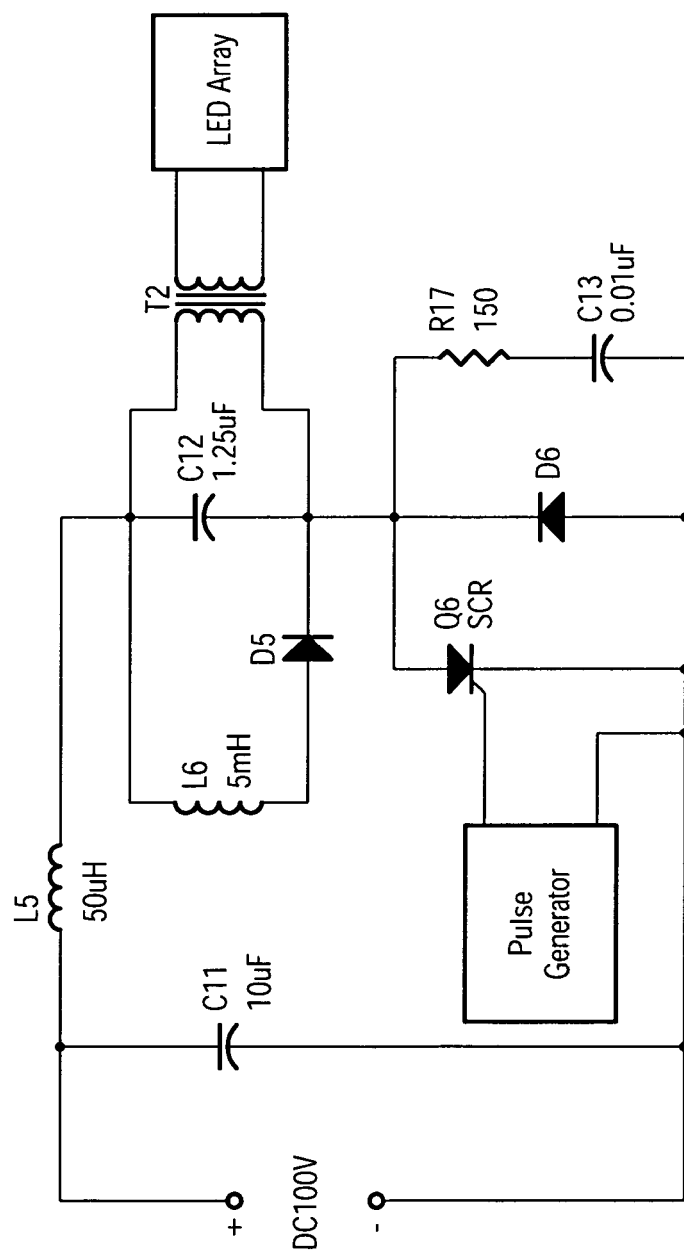 L5
50uH
C11
10uF
+
DC100V
-
L6
5mH
D5
C12
1.25uF
T2
LED Array
Pulse
Generator
Q6
SCR
D6
R17
150
C13
0.01uF